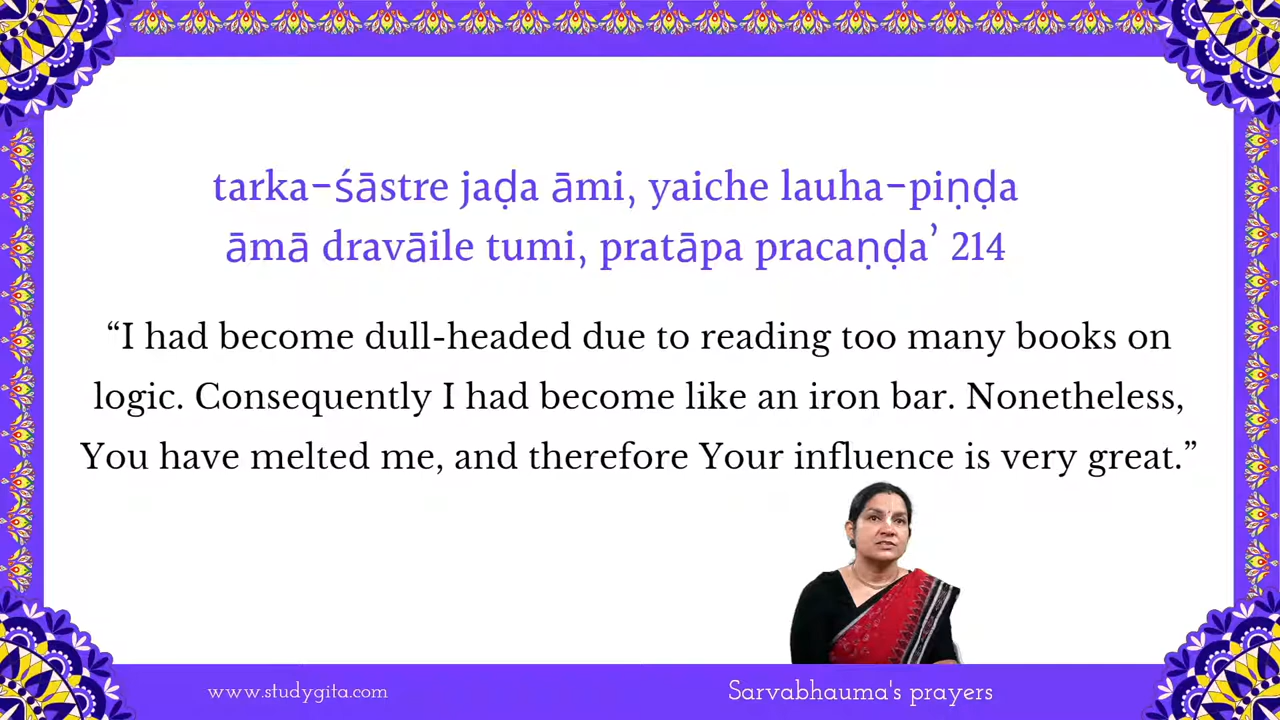 tarka-śāstre jaḍa āmi, yaiche lauha-piṇḍa
āmā dravāile tumi, pratāpa pracaṇḍa’ 214
“I had become dull-headed due to reading too many books on
logic. Consequently I had become like an iron bar. Nonetheless,
You have melted me, and therefore Your influence is very great.”
www.studygita.com
Sarvabhauma's prayers